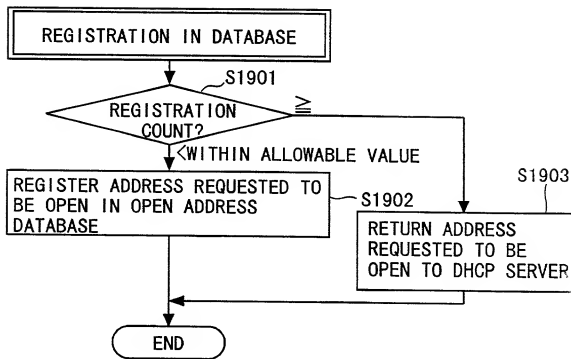 REGISTRATION IN DATABASE
S1901
REGISTRATION
COUNT?
≧
<WITHIN ALLOWABLE VALUE
REGISTER ADDRESS REQUESTED TO
BE OPEN IN OPEN ADDRESS
DATABASE
S1902
S1903
RETURN ADDRESS
REQUESTED TO BE
OPEN TO DHCP SERVER
END